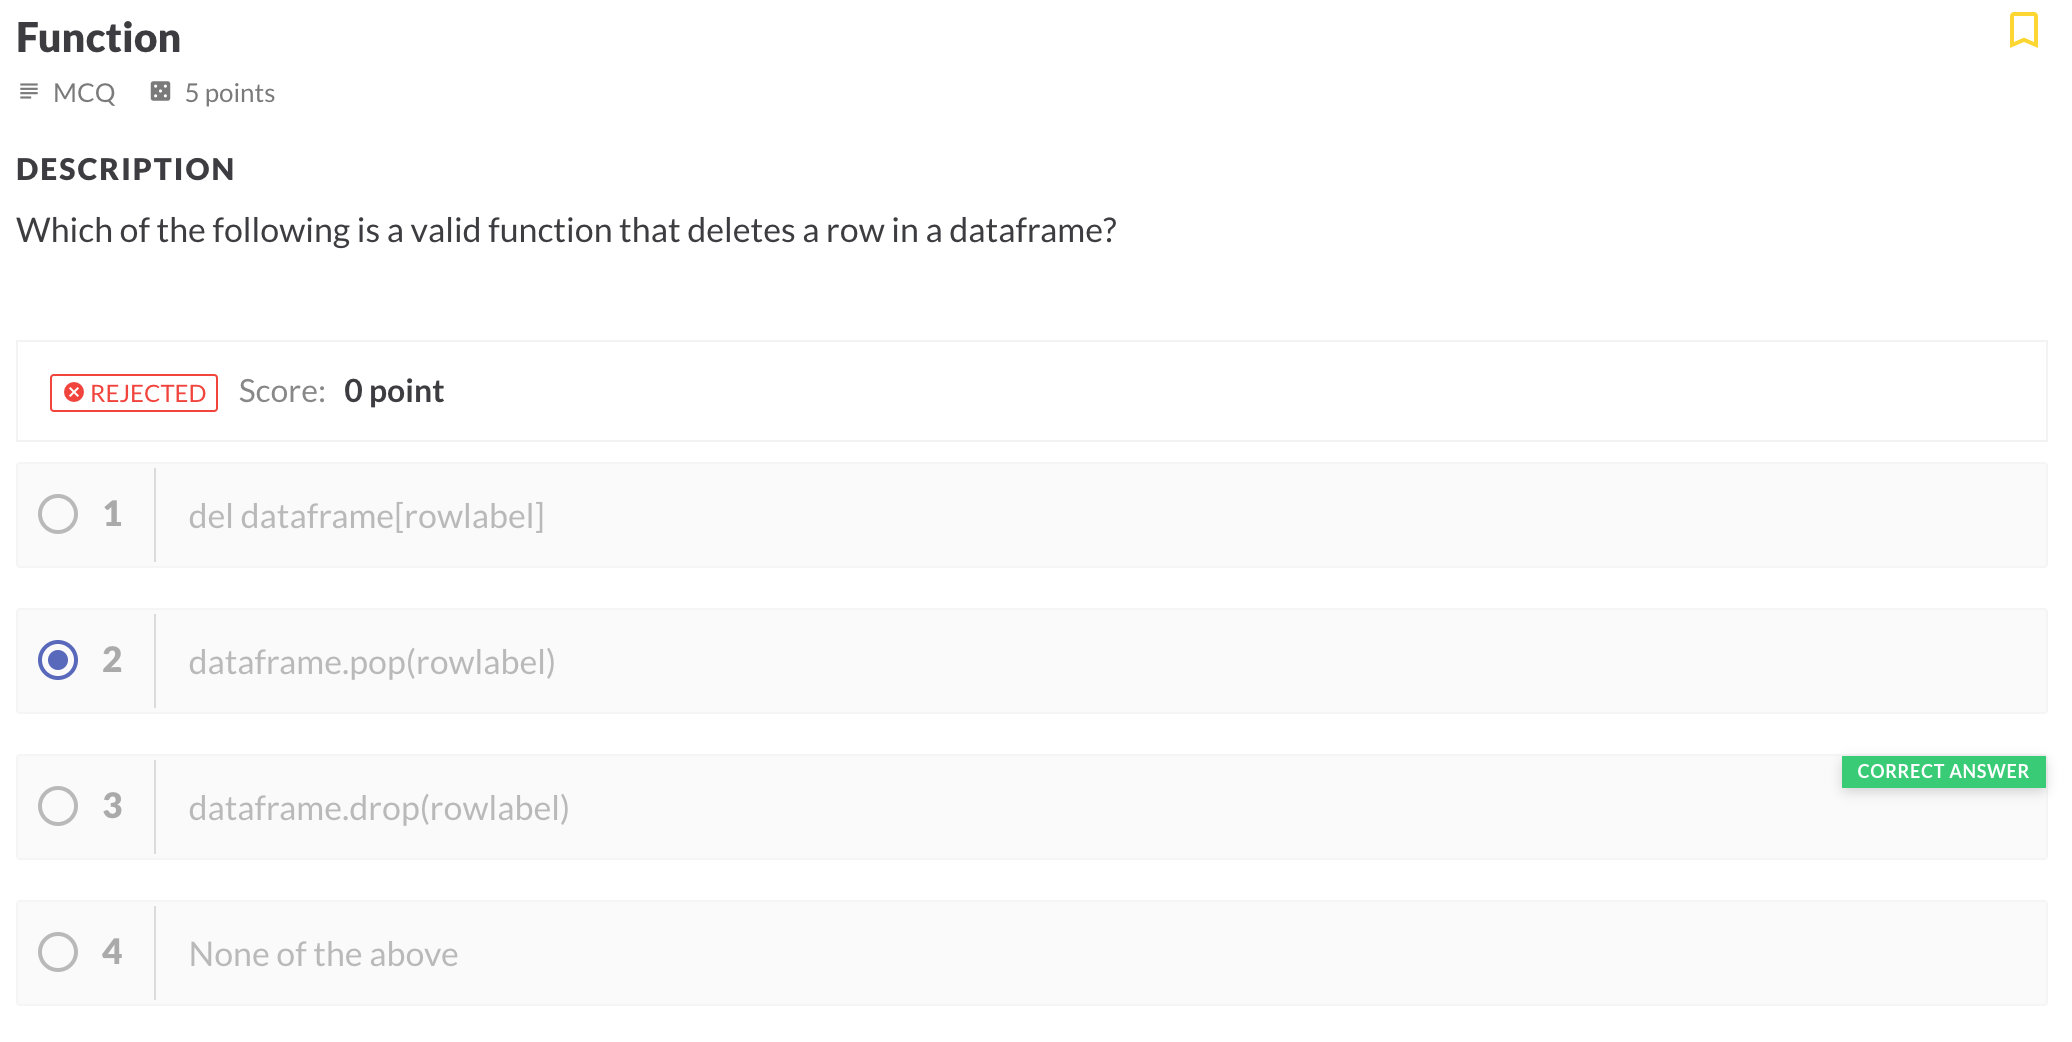 Function
MCQ 5 points
DESCRIPTION
Which of the following is a valid function that deletes a row in a dataframe?
REJECTED Score: 0 point
1 del dataframe[rowlabel]
2 dataframe.pop(rowlabel)
CORRECT ANSWER
3 dataframe.drop(rowlabel)
4 None of the above